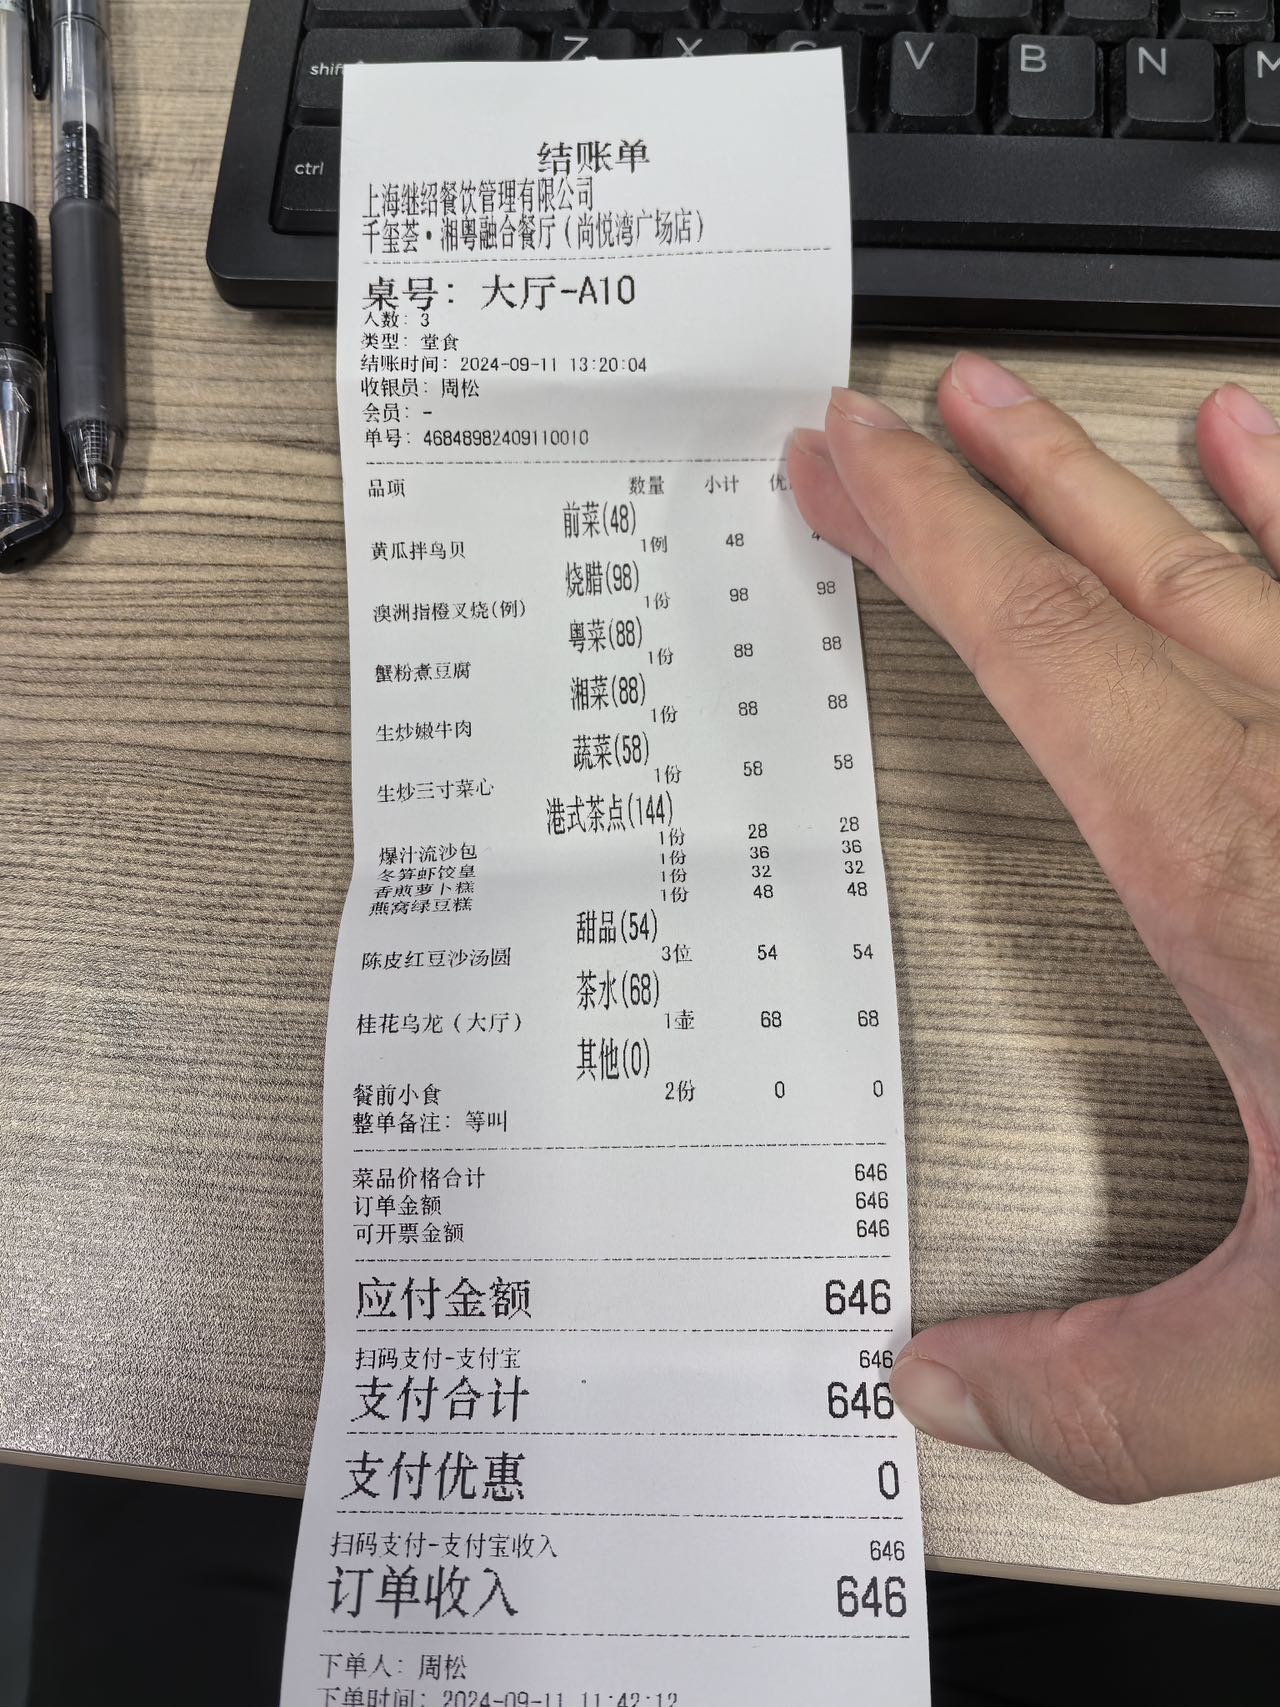 shift
Z
X
C
V
B
N
M
ctrl
结账单
上海继绍餐饮管理有限公司
千玺荟·湘粤融合餐厅(尚悦湾广场店)
桌号: 大厅-A10
人数: 3
类型: 堂食
结账时间: 2024-09-11 13:20:04
收银员: 周松
会员: -
单号: 46848982409110010
品项 数量 小计
前菜(48)
黄瓜拌鸟贝 1例 48
烧腊(98)
澳洲指橙叉烧(例) 1份 98 98
粤菜(88)
蟹粉煮豆腐 1份 88 88
湘菜(88)
生炒嫩牛肉 1份 88 88
蔬菜(58)
生炒三寸菜心 1份 58 58
港式茶点(144)
爆汁流沙包 1份 28 28
冬笋虾饺皇 1份 36 36
香煎萝卜糕 1份 32 32
燕窝绿豆糕 1份 48 48
甜品(54)
陈皮红豆沙汤圆 3位 54 54
茶水(68)
桂花乌龙(大厅) 1壶 68 68
其他(0)
餐前小食 2份 0 0
整单备注: 等叫
菜品价格合计 646
订单金额 646
可开票金额 646
应付金额 646
扫码支付-支付宝 646
支付合计 646
支付优惠 0
扫码支付-支付宝收入 646
订单收入 646
下单人: 周松
下单时间: 2024-09-11 11:42:12